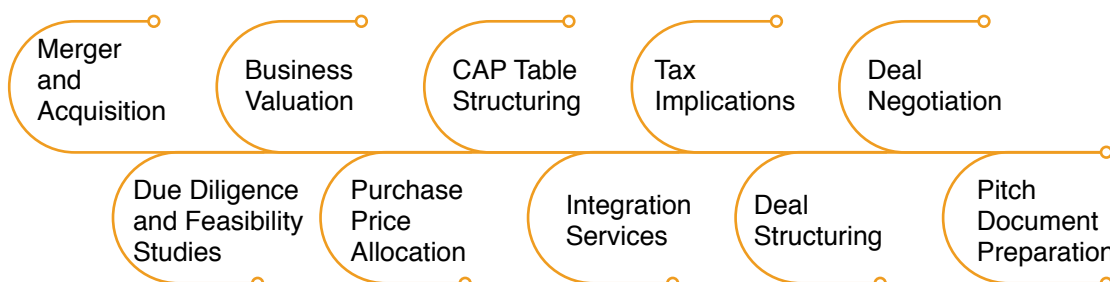 Merger
and
Acquisition
Business
Valuation
CAP Table
Structuring
Tax
Implications
Deal
Negotiation
Due Diligence
and Feasibility
Studies
Purchase
Price
Allocation
Integration
Services
Deal
Structuring
Pitch
Document
Preparation